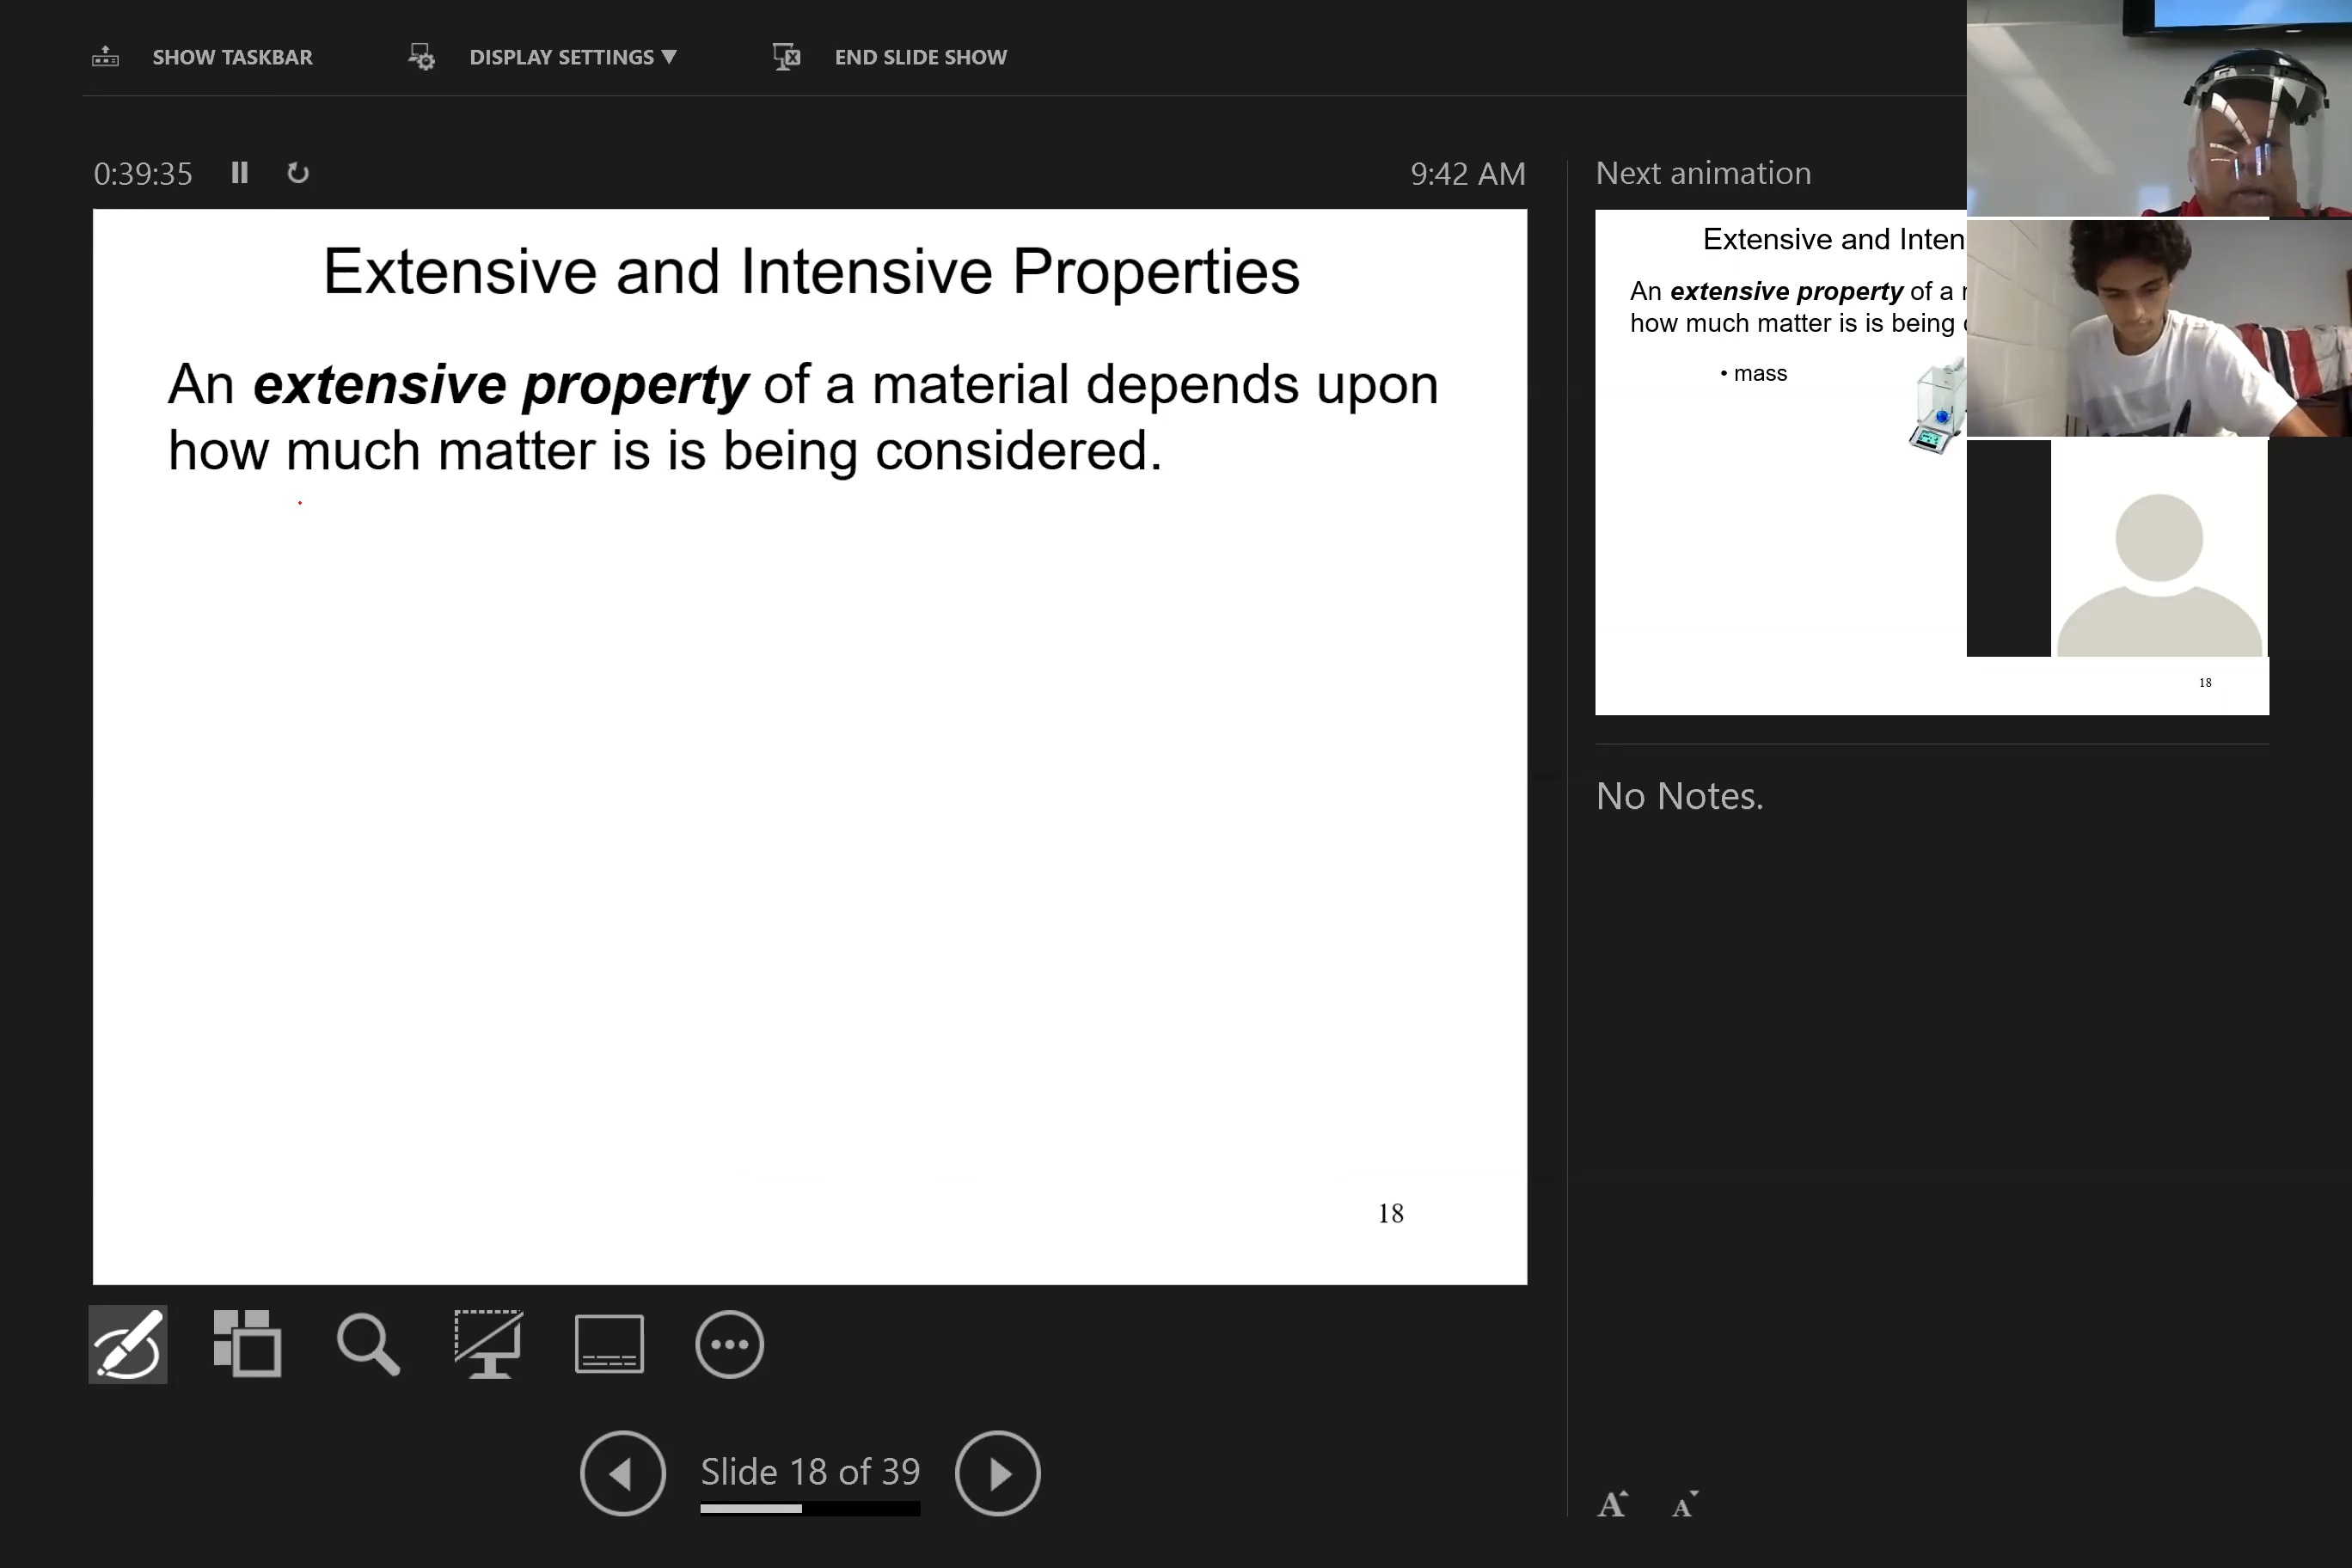 SHOW TASKBAR
DISPLAY SETTINGS ▼
END SLIDE SHOW
0:39:35
9:42 AM
Extensive and Intensive Properties
An extensive property of a material depends upon
how much matter is is being considered.
18
Slide 18 of 39
Next animation
Extensive and Inten
An extensive property of a
how much matter is is being
• mass
18
No Notes.
A A